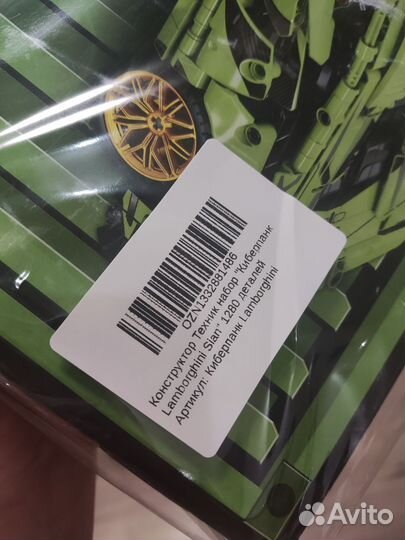 OZN1332881486
Конструктор Техник набор "Киберпанк
Lamborghini Sian" 1280 деталей
Артикул: Киберпанк Lamborghini
Avito